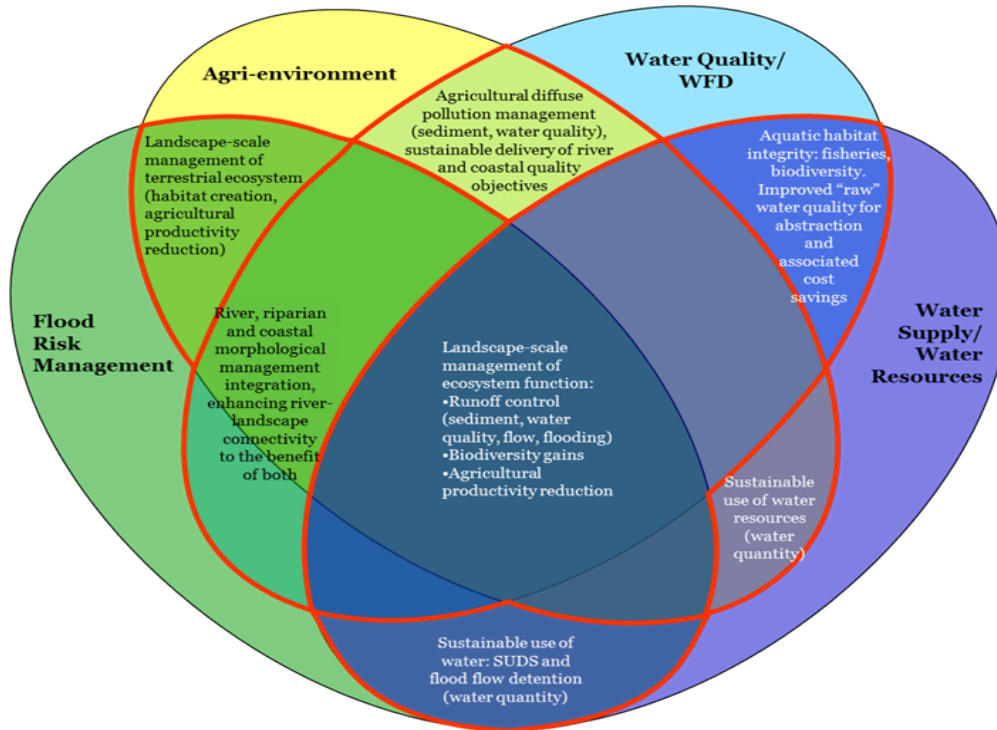 Agri-environment
Water Quality/
WFD
Agricultural diffuse
pollution management
(sediment, water quality),
sustainable delivery of river
and coastal quality
objectives
Landscape-scale
management of
terrestrial ecosystem
(habitat creation,
agricultural
productivity
reduction)
Aquatic habitat
integrity: fisheries,
biodiversity.
Improved “raw”
water quality for
abstraction
and
associated
cost
savings
Flood
Risk
Management
River, riparian
and coastal
morphological
management
integration,
enhancing river-
landscape
connectivity
to the benefit
of both
Landscape-scale
management of
ecosystem function:
•Runoff control
(sediment, water
quality, flow, flooding)
•Biodiversity gains
•Agricultural
productivity reduction
Water
Supply/
Water
Resources
Sustainable
use of water
resources
(water
quantity)
Sustainable use of
water: SUDS and
flood flow detention
(water quantity)